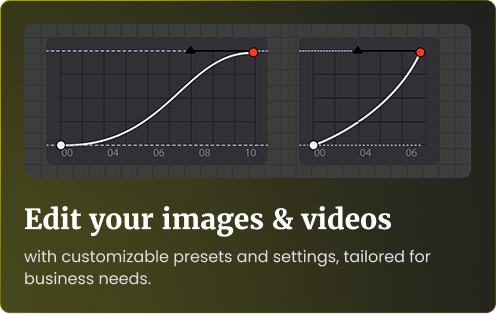 00 04 06 08 10
00 04 06
Edit your images & videos
with customizable presets and settings, tailored for
business needs.